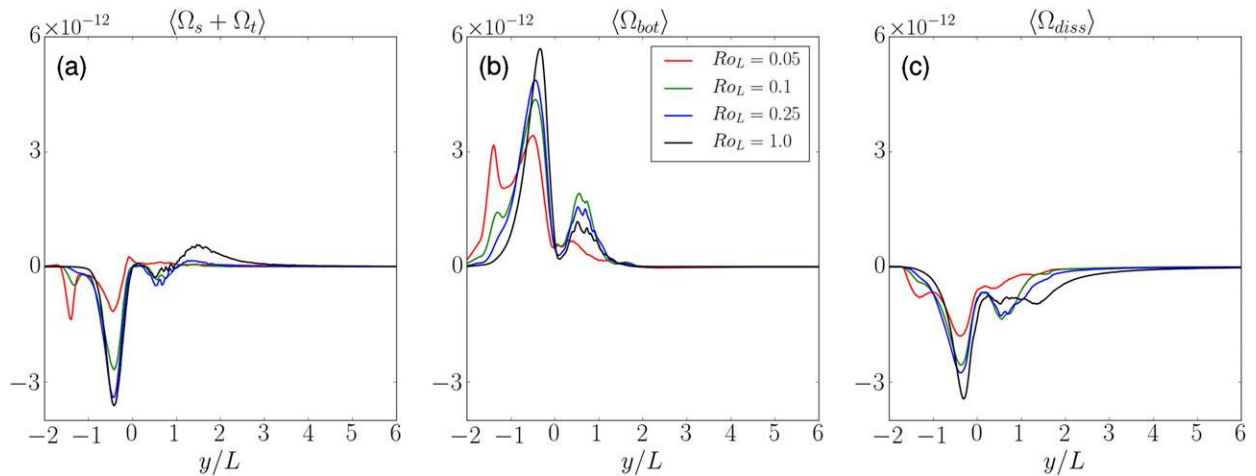 6 ×10⁻¹² ⟨Ωₛ + Ωₜ⟩
(a)
3
0
−3
−2 −1 0 1 2 3 4 5 6
y/L
6 ×10⁻¹² ⟨Ω_bot⟩
(b)
Ro_L = 0.05
Ro_L = 0.1
Ro_L = 0.25
Ro_L = 1.0
3
0
−3
−2 −1 0 1 2 3 4 5 6
y/L
6 ×10⁻¹² ⟨Ω_diss⟩
(c)
3
0
−3
−2 −1 0 1 2 3 4 5 6
y/L